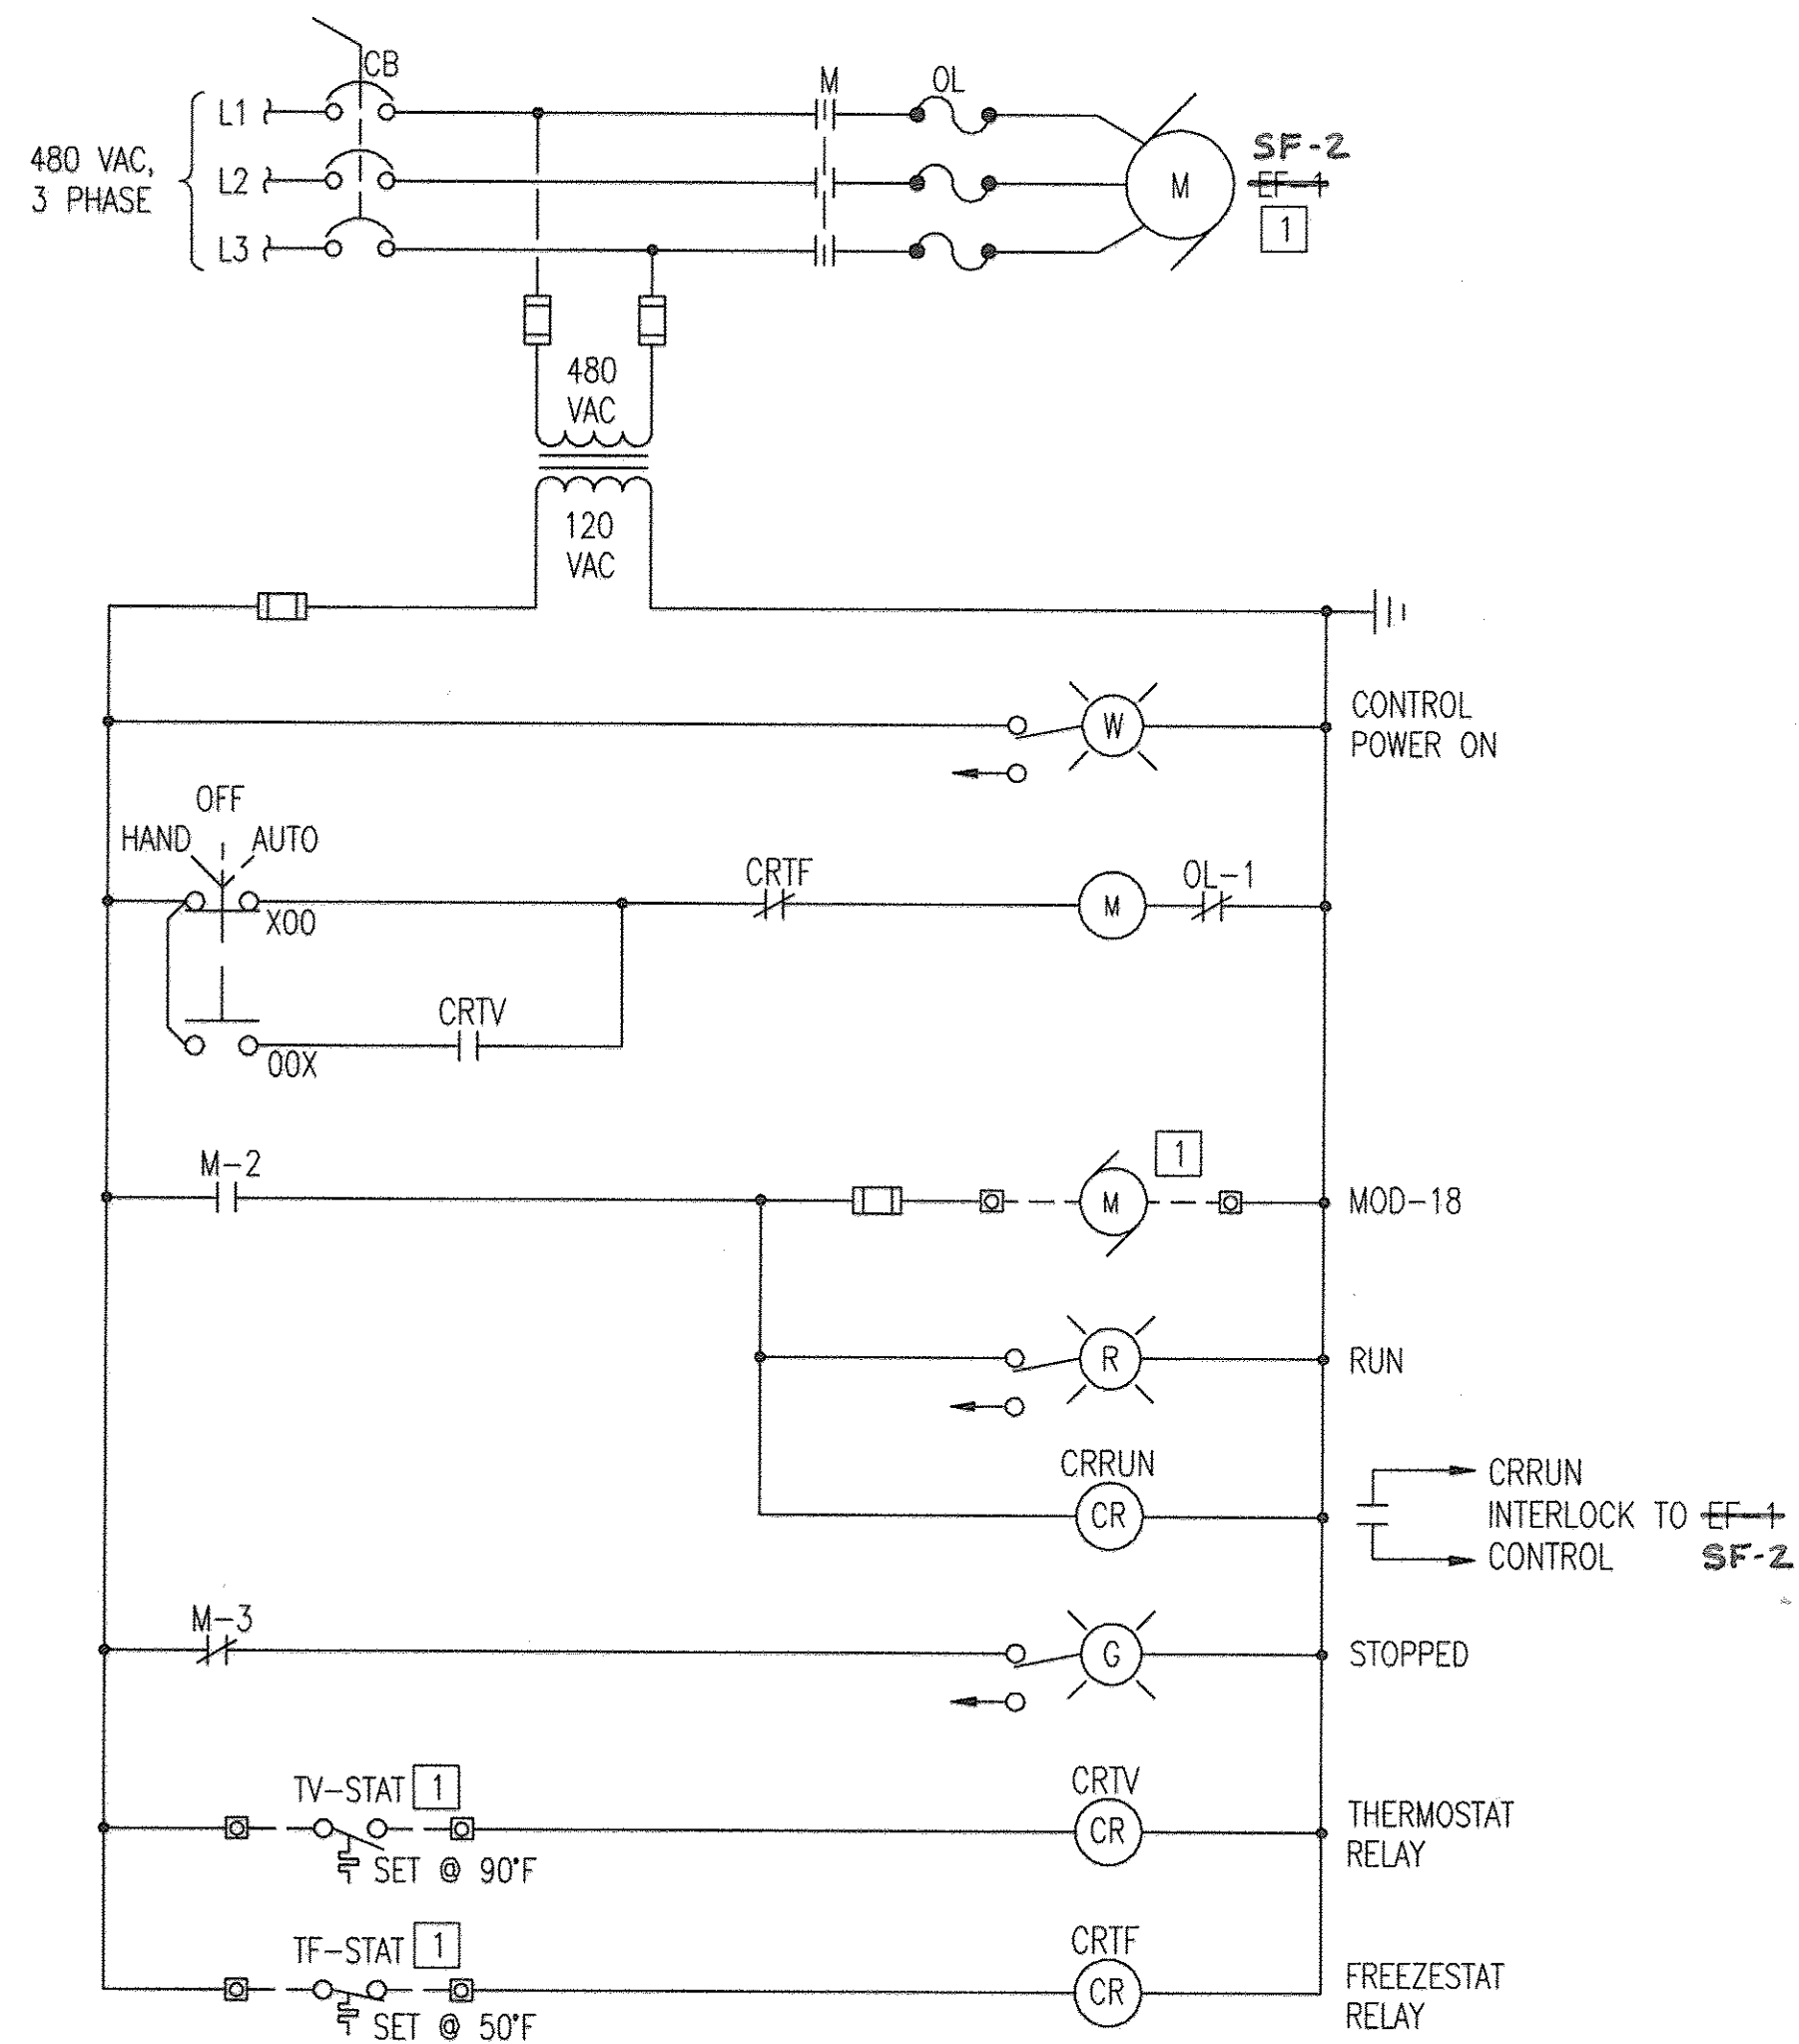 CB
M
OL
L1
480 VAC,
3 PHASE
L2
L3
M
SF-2
EF-1
1
480
VAC
120
VAC
W
CONTROL
POWER ON
OFF
HAND
AUTO
X00
CRTF
M
OL-1
CRTV
00X
M-2
M
1
MOD-18
R
RUN
CRRUN
CR
CRRUN
INTERLOCK TO EF-1
CONTROL SF-2
M-3
G
STOPPED
TV-STAT 1
SET @ 90°F
CRTV
CR
THERMOSTAT
RELAY
TF-STAT 1
SET @ 50°F
CRTF
CR
FREEZESTAT
RELAY